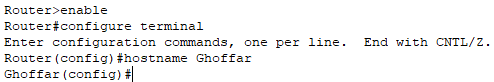 Router>enable
Router#configure terminal
Enter configuration commands, one per line.  End with CNTL/Z.
Router(config)#hostname Ghoffar
Ghoffar(config)#